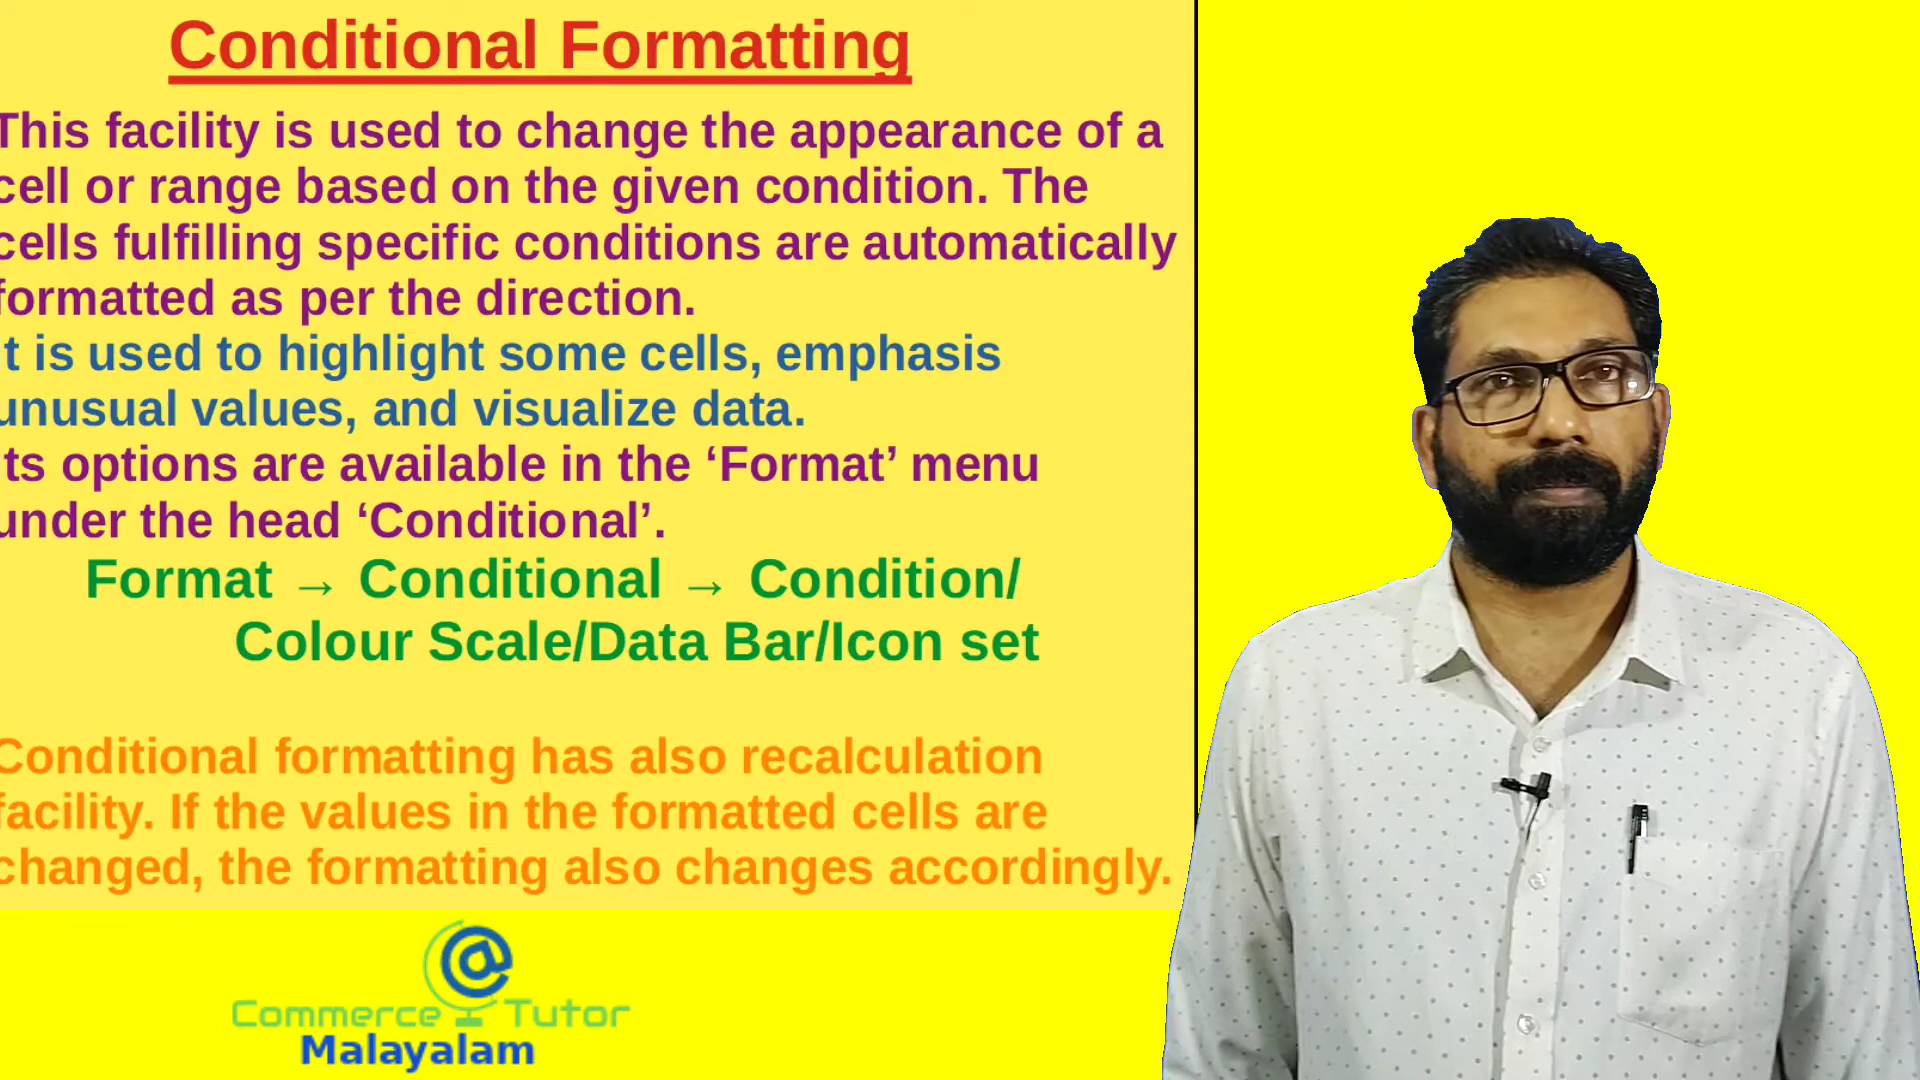 Conditional Formatting
This facility is used to change the appearance of a
cell or range based on the given condition. The
cells fulfilling specific conditions are automatically
formatted as per the direction.
t is used to highlight some cells, emphasis
unusual values, and visualize data.
ts options are available in the ‘Format’ menu
under the head ‘Conditional’.
Format → Conditional → Condition/
Colour Scale/Data Bar/Icon set
Conditional formatting has also recalculation
facility. If the values in the formatted cells are
changed, the formatting also changes accordingly.
@
Commerce Tutor
Malayalam